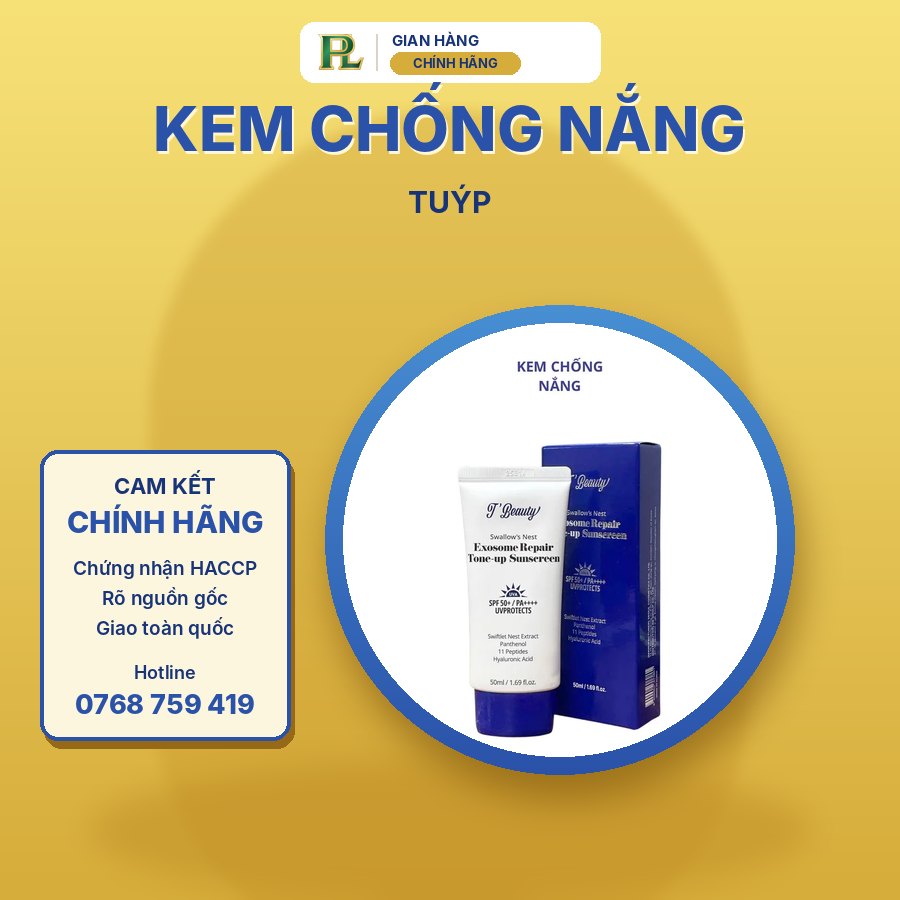 PL
GIAN HÀNG
CHÍNH HÃNG
KEM CHỐNG NẮNG
TUÝP
KEM CHỐNG
NẮNG
CAM KẾT
CHÍNH HÃNG
Chứng nhận HACCP
Rõ nguồn gốc
Giao toàn quốc
Hotline
0768 759 419
T'Beauty
Swallow's Nest
Exosome Repair
Tone-up Sunscreen
UVA
SPF 50+ / PA++++
UVPROTECTS
Swiftlet Nest Extract
Panthenol
11 Peptides
Hyaluronic Acid
50ml / 1.69 fl.oz.
T'Beauty
Swallow's Nest
Repair
Sunscreen
SPF 50+ / PA++++
UVPROTECTS
Swiftlet Nest Extract
Panthenol
11 Peptides
Hyaluronic Acid
50ml / 1.69 fl.oz.